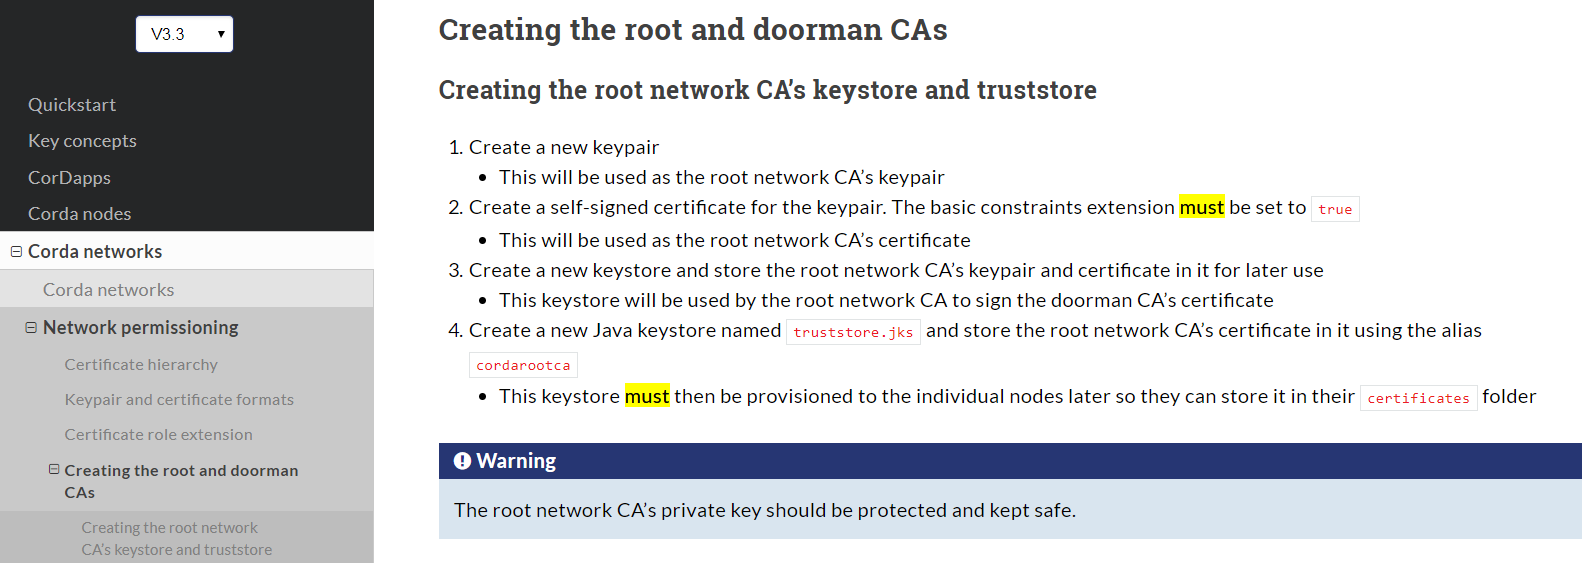 V3.3
Quickstart
Key concepts
CorDapps
Corda nodes
Corda networks
Corda networks
Network permissioning
Certificate hierarchy
Keypair and certificate formats
Certificate role extension
Creating the root and doorman
CAs
Creating the root network
CA’s keystore and truststore
Creating the root and doorman CAs
Creating the root network CA’s keystore and truststore
1. Create a new keypair
• This will be used as the root network CA’s keypair
2. Create a self-signed certificate for the keypair. The basic constraints extension must be set to true
• This will be used as the root network CA’s certificate
3. Create a new keystore and store the root network CA’s keypair and certificate in it for later use
• This keystore will be used by the root network CA to sign the doorman CA’s certificate
4. Create a new Java keystore named truststore.jks and store the root network CA’s certificate in it using the alias
cordarootca
• This keystore must then be provisioned to the individual nodes later so they can store it in their certificates folder
Warning
The root network CA’s private key should be protected and kept safe.